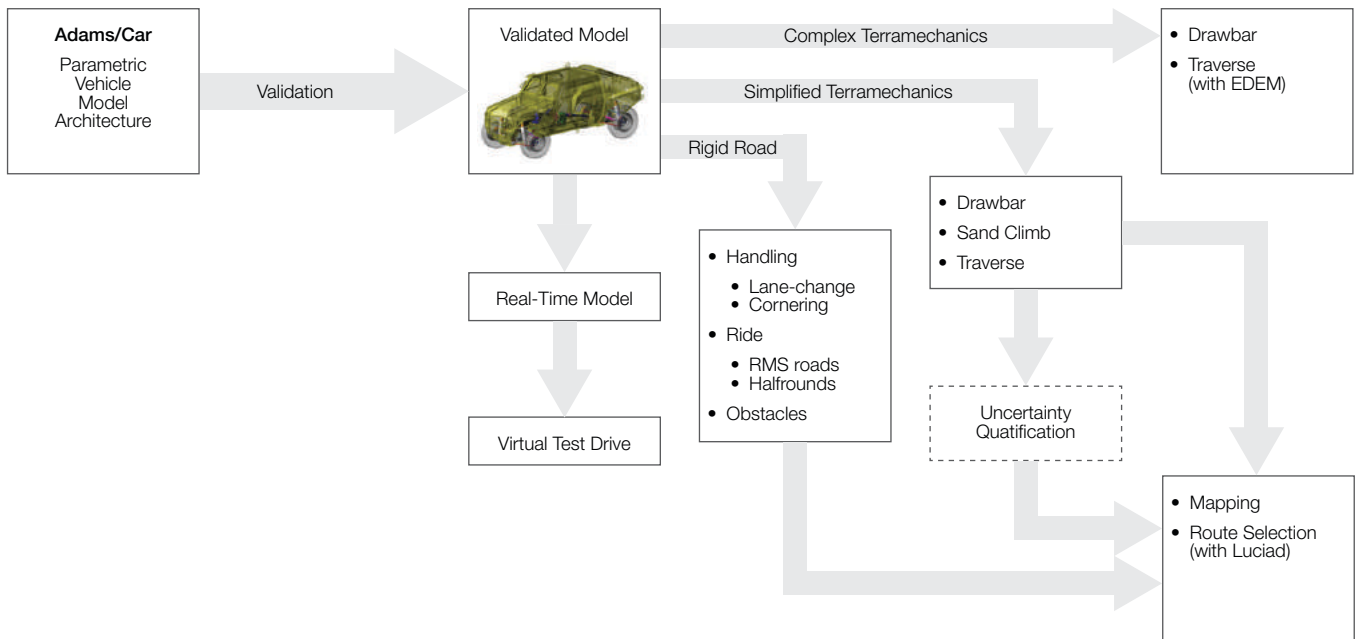 Adams/Car
Parametric
Vehicle
Model
Architecture
Validation
Validated Model
Complex Terramechanics
Simplified Terramechanics
Rigid Road
• Drawbar
• Traverse
(with EDEM)
• Drawbar
• Sand Climb
• Traverse
• Handling
• Lane-change
• Cornering
• Ride
• RMS roads
• Halfrounds
• Obstacles
Real-Time Model
Virtual Test Drive
Uncertainty
Quatification
• Mapping
• Route Selection
(with Luciad)